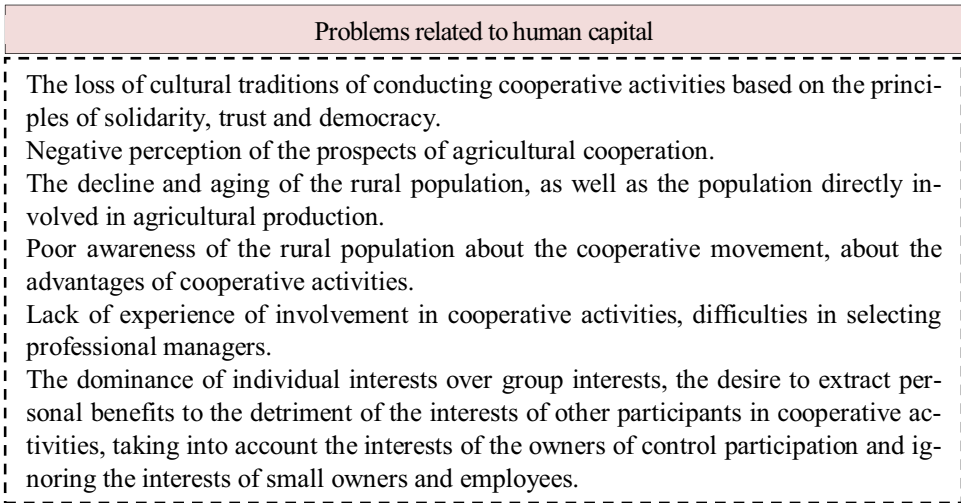 Problems related to human capital
The loss of cultural traditions of conducting cooperative activities based on the princi-
ples of solidarity, trust and democracy.
Negative perception of the prospects of agricultural cooperation.
The decline and aging of the rural population, as well as the population directly in-
volved in agricultural production.
Poor awareness of the rural population about the cooperative movement, about the
advantages of cooperative activities.
Lack of experience of involvement in cooperative activities, difficulties in selecting
professional managers.
The dominance of individual interests over group interests, the desire to extract per-
sonal benefits to the detriment of the interests of other participants in cooperative ac-
tivities, taking into account the interests of the owners of control participation and ig-
noring the interests of small owners and employees.